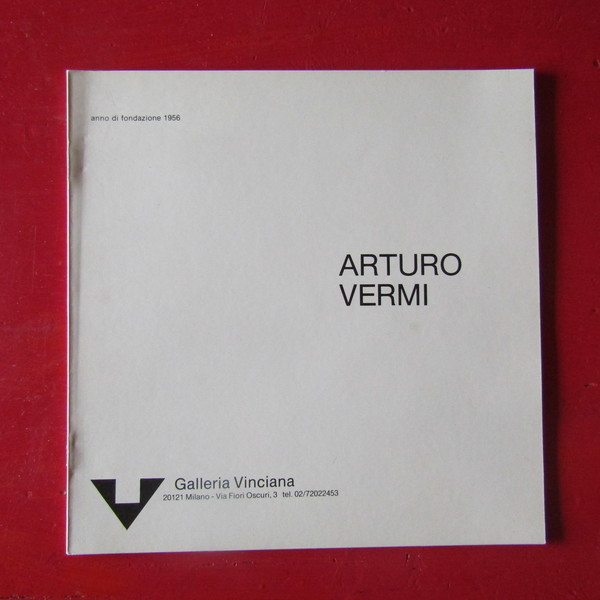 anno di fondazione 1956
ARTURO
VERMI
Galleria Vinciana
20121 Milano - Via Fiori Oscuri, 3 tel. 02/72022453